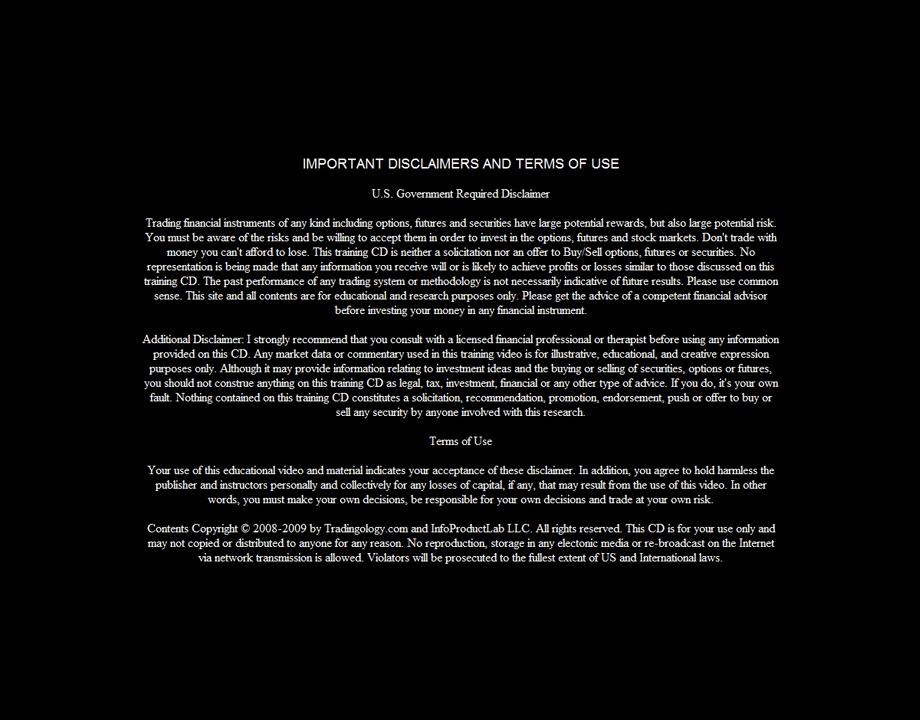 IMPORTANT DISCLAIMERS AND TERMS OF USE
U.S. Government Required Disclaimer
Trading financial instruments of any kind including options, futures and securities have large potential rewards, but also large potential risk.
You must be aware of the risks and be willing to accept them in order to invest in the options, futures and stock markets. Don't trade with
money you can't afford to lose. This training CD is neither a solicitation nor an offer to Buy/Sell options, futures or securities. No
representation is being made that any information you receive will or is likely to achieve profits or losses similar to those discussed on this
training CD. The past performance of any trading system or methodology is not necessarily indicative of future results. Please use common
sense. This site and all contents are for educational and research purposes only. Please get the advice of a competent financial advisor
before investing your money in any financial instrument.
Additional Disclaimer: I strongly recommend that you consult with a licensed financial professional or therapist before using any information
provided on this CD. Any market data or commentary used in this training video is for illustrative, educational, and creative expression
purposes only. Although it may provide information relating to investment ideas and the buying or selling of securities, options or futures,
you should not construe anything on this training CD as legal, tax, investment, financial or any other type of advice. If you do, it's your own
fault. Nothing contained on this training CD constitutes a solicitation, recommendation, promotion, endorsement, push or offer to buy or
sell any security by anyone involved with this research.
Terms of Use
Your use of this educational video and material indicates your acceptance of these disclaimer. In addition, you agree to hold harmless the
publisher and instructors personally and collectively for any losses of capital, if any, that may result from the use of this video. In other
words, you must make your own decisions, be responsible for your own decisions and trade at your own risk.
Contents Copyright © 2008-2009 by Tradingology.com and InfoProductLab LLC. All rights reserved. This CD is for your use only and
may not copied or distributed to anyone for any reason. No reproduction, storage in any electonic media or re-broadcast on the Internet
via network transmission is allowed. Violators will be prosecuted to the fullest extent of US and International laws.